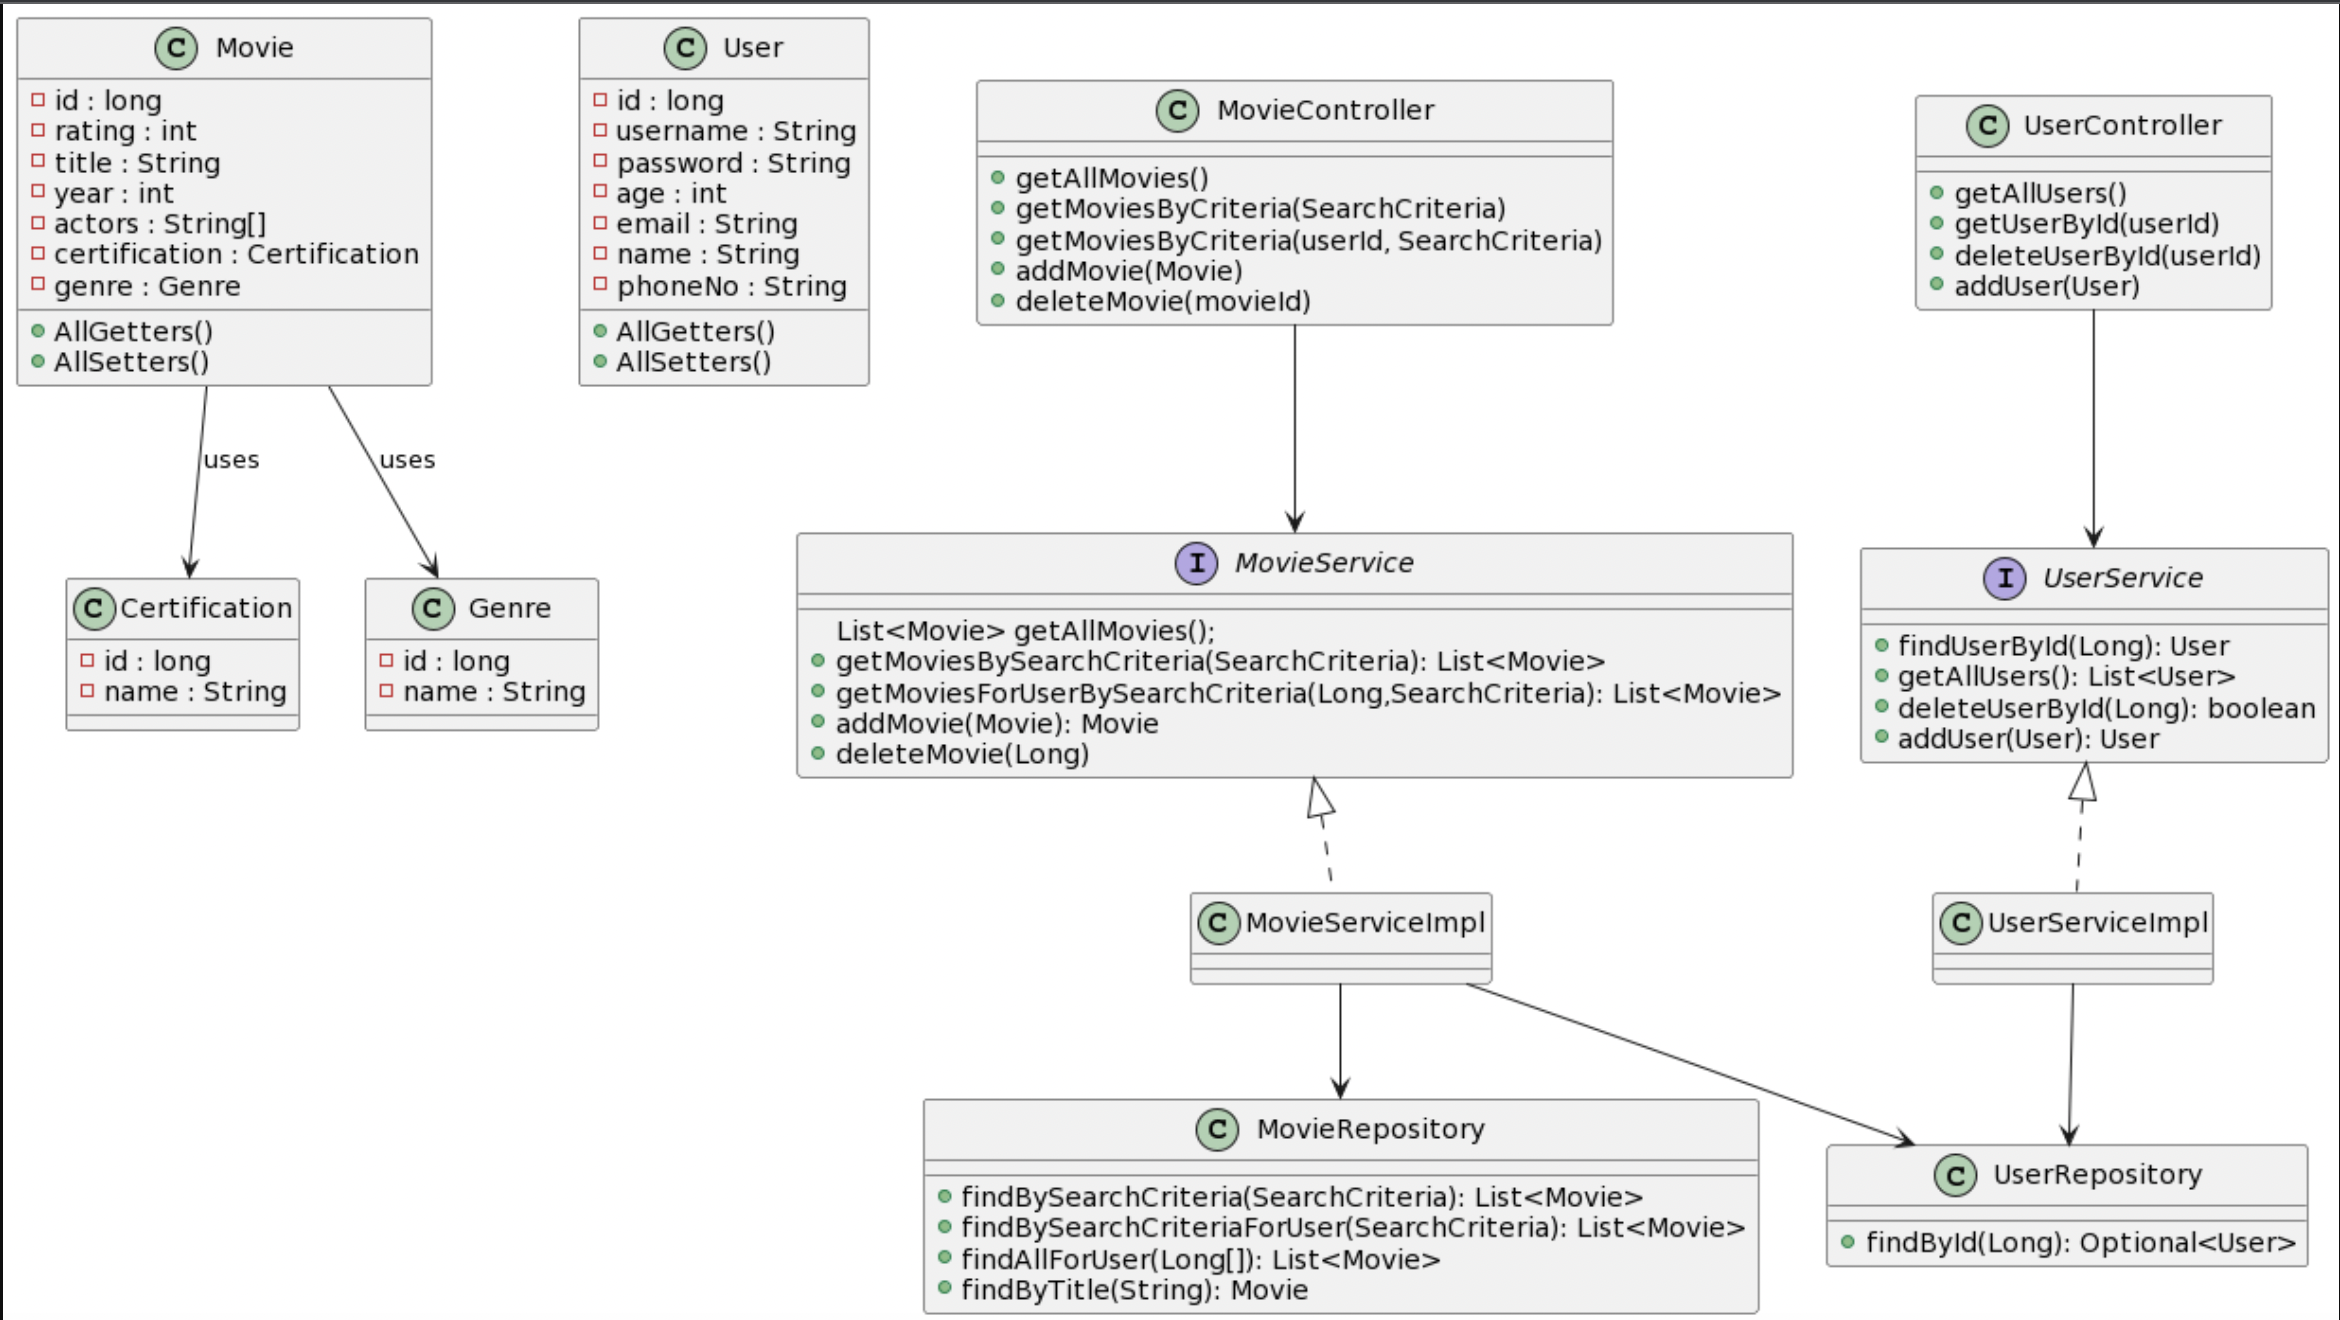 C Movie
id : long
rating : int
title : String
year : int
actors : String[]
certification : Certification
genre : Genre
AllGetters()
AllSetters()
C User
id : long
username : String
password : String
age : int
email : String
name : String
phoneNo : String
AllGetters()
AllSetters()
C MovieController
getAllMovies()
getMoviesByCriteria(SearchCriteria)
getMoviesByCriteria(userId, SearchCriteria)
addMovie(Movie)
deleteMovie(movieId)
C UserController
getAllUsers()
getUserById(userId)
deleteUserById(userId)
addUser(User)
uses
uses
C Certification
id : long
name : String
C Genre
id : long
name : String
I MovieService
List<Movie> getAllMovies();
getMoviesBySearchCriteria(SearchCriteria): List<Movie>
getMoviesForUserBySearchCriteria(Long,SearchCriteria): List<Movie>
addMovie(Movie): Movie
deleteMovie(Long)
I UserService
findUserById(Long): User
getAllUsers(): List<User>
deleteUserById(Long): boolean
addUser(User): User
C MovieServiceImpl
C UserServiceImpl
C MovieRepository
findBySearchCriteria(SearchCriteria): List<Movie>
findBySearchCriteriaForUser(SearchCriteria): List<Movie>
findAllForUser(Long[]): List<Movie>
findByTitle(String): Movie
C UserRepository
findById(Long): Optional<User>